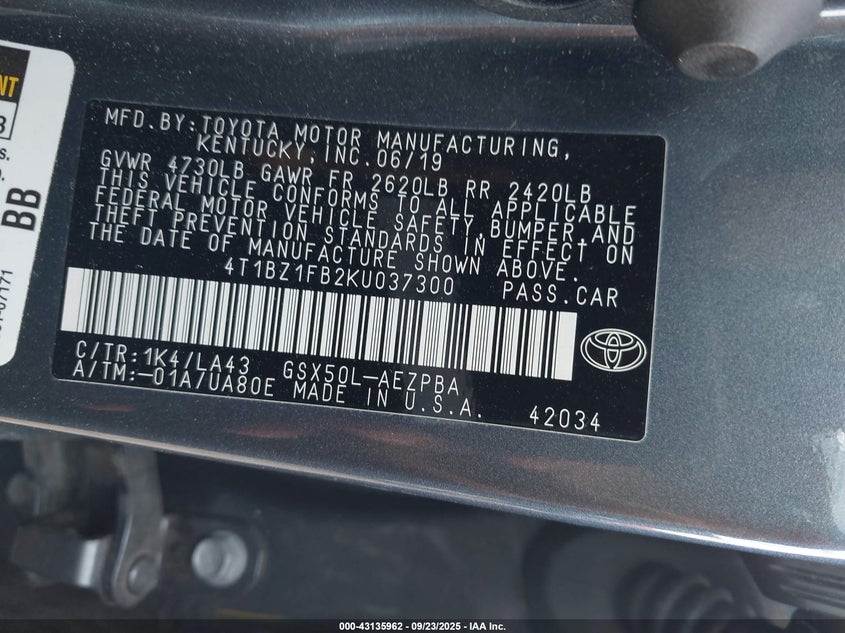 NT
3
s.
BB
MFD.BY:TOYOTA MOTOR MANUFACTURING,
KENTUCKY,INC.06/19
GVWR 4730LB GAWR FR 2620LB RR 2420LB
THIS VEHICLE CONFORMS TO ALL APPLICABLE
FEDERAL MOTOR VEHICLE SAFETY,BUMPER,AND
THEFT PREVENTION STANDARDS IN EFFECT ON
THE DATE OF MANUFACTURE SHOWN ABOVE.
4T1BZ1FB2KU037300 PASS.CAR
C/TR:1K4/LA43 GSX50L-AEZPBA
A/TM:-01A/UA80E MADE IN U.S.A. 42034
000-43135962 - 09/23/2025 - IAA Inc.